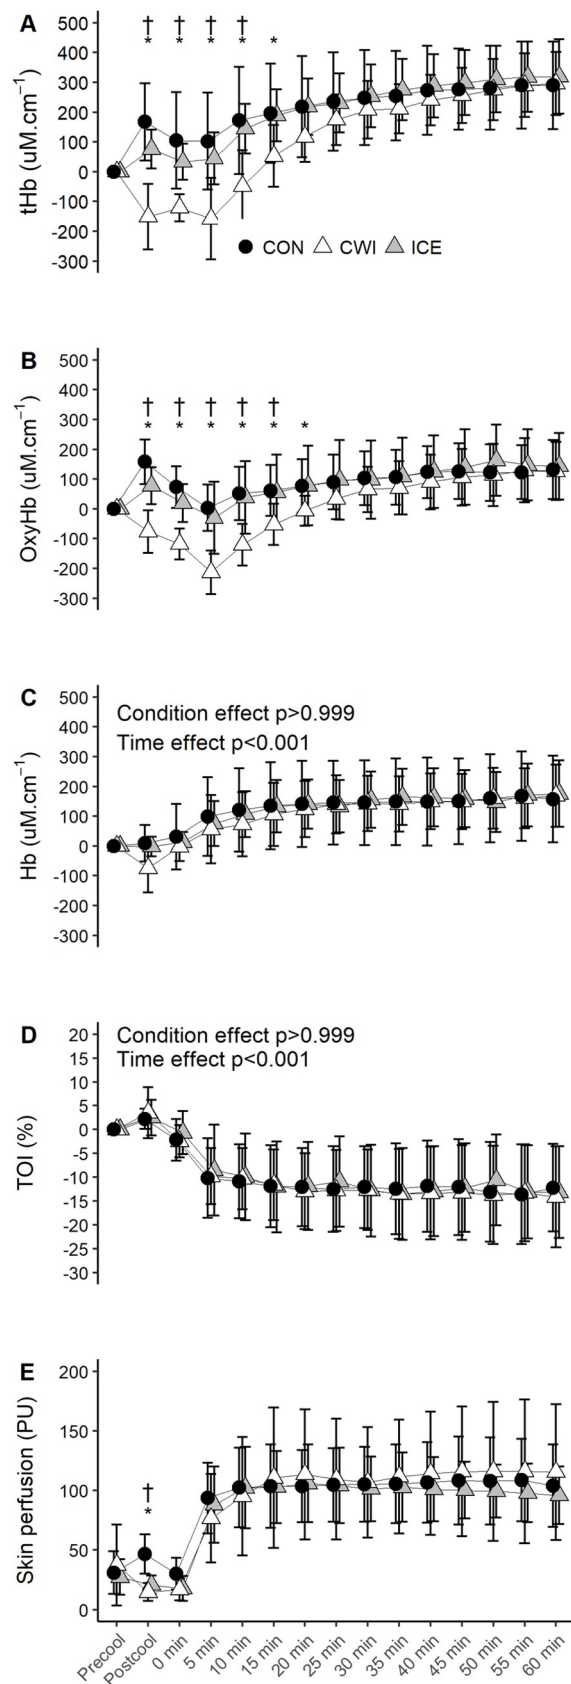 A
† † † †
* * * * *
500
400
300
200
100
0
-100
-200
-300
tHb (uM.cm⁻¹)
CON CWI ICE
B
† † † † †
* * * * * *
500
400
300
200
100
0
-100
-200
-300
OxyHb (uM.cm⁻¹)
C
Condition effect p>0.999
Time effect p<0.001
500
400
300
200
100
0
-100
-200
-300
Hb (uM.cm⁻¹)
D
Condition effect p>0.999
Time effect p<0.001
20
15
10
5
0
-5
-10
-15
-20
-25
-30
TOI (%)
E
†
*
200
150
100
50
0
Skin perfusion (PU)
Precool
Postcool
0 min
5 min
10 min
15 min
20 min
25 min
30 min
35 min
40 min
45 min
50 min
55 min
60 min